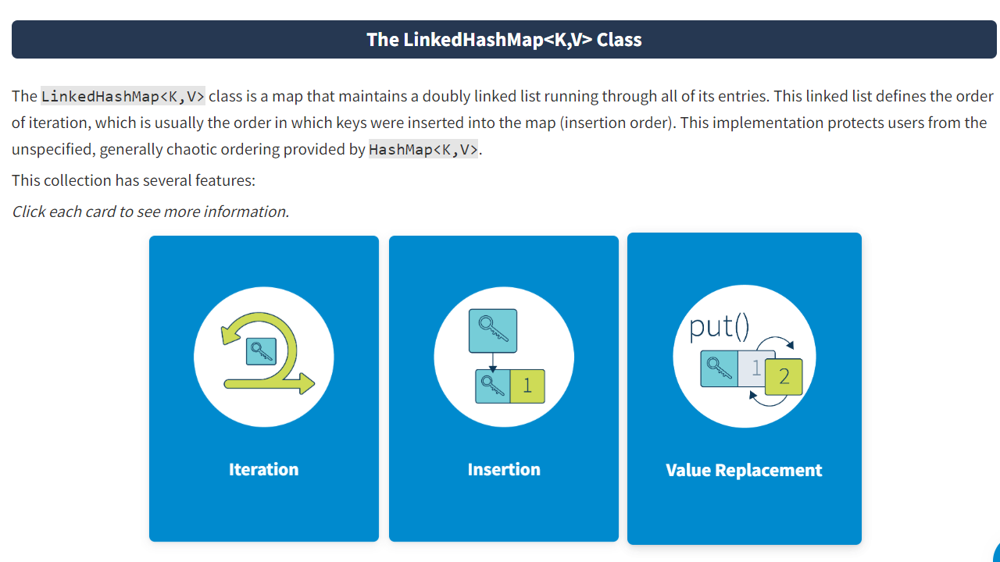 The LinkedHashMap<K,V> Class
The LinkedHashMap<K,V> class is a map that maintains a doubly linked list running through all of its entries. This linked list defines the order
of iteration, which is usually the order in which keys were inserted into the map (insertion order). This implementation protects users from the
unspecified, generally chaotic ordering provided by HashMap<K,V>.
This collection has several features:
Click each card to see more information.
Iteration
1
Insertion
put()
1
2
Value Replacement